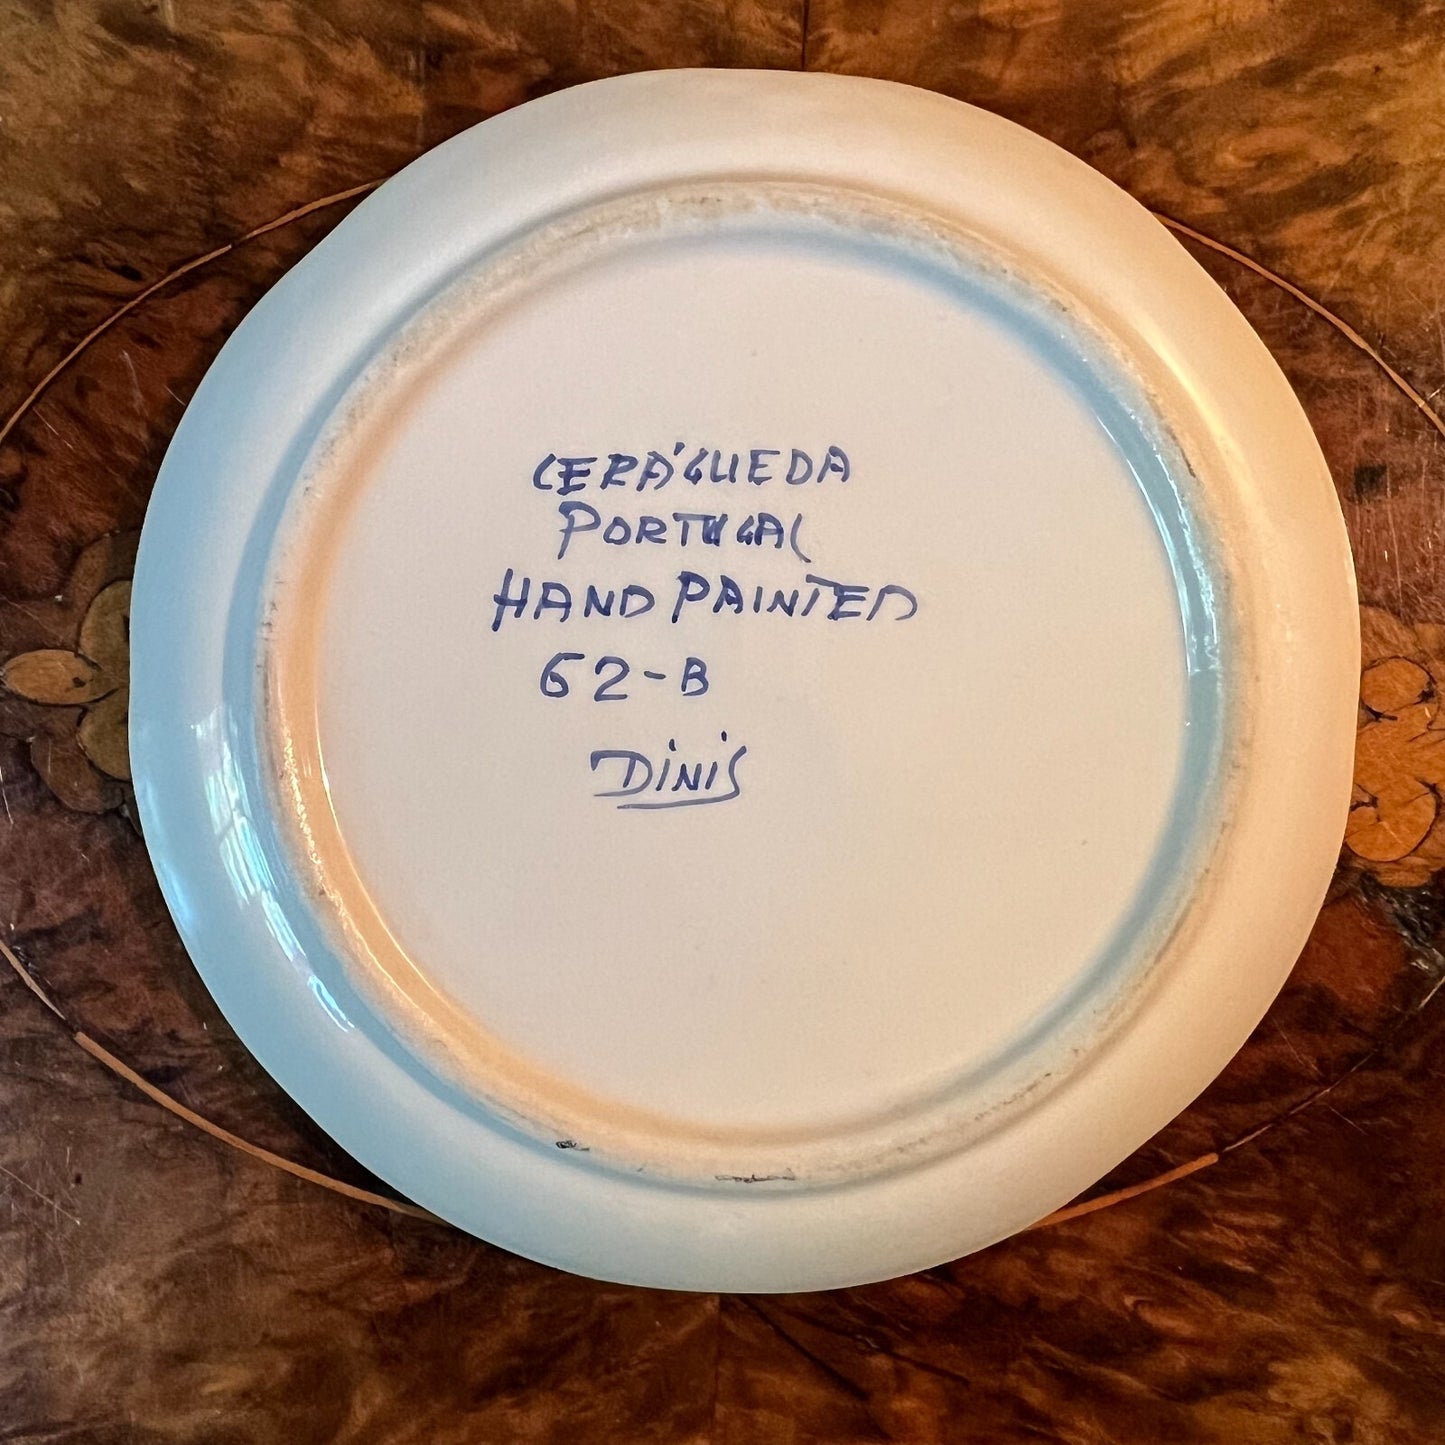 CERÁGUEDA
PORTUGAL
HAND PAINTED
62-B
DiNiS